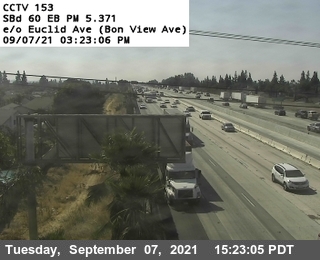 CCTV 153
SBd 60 EB PM 5.371
e/o Euclid Ave (Bon View Ave)
09/07/21 03:23:06 PM
Tuesday, September 07, 2021 15:23:05 PDT